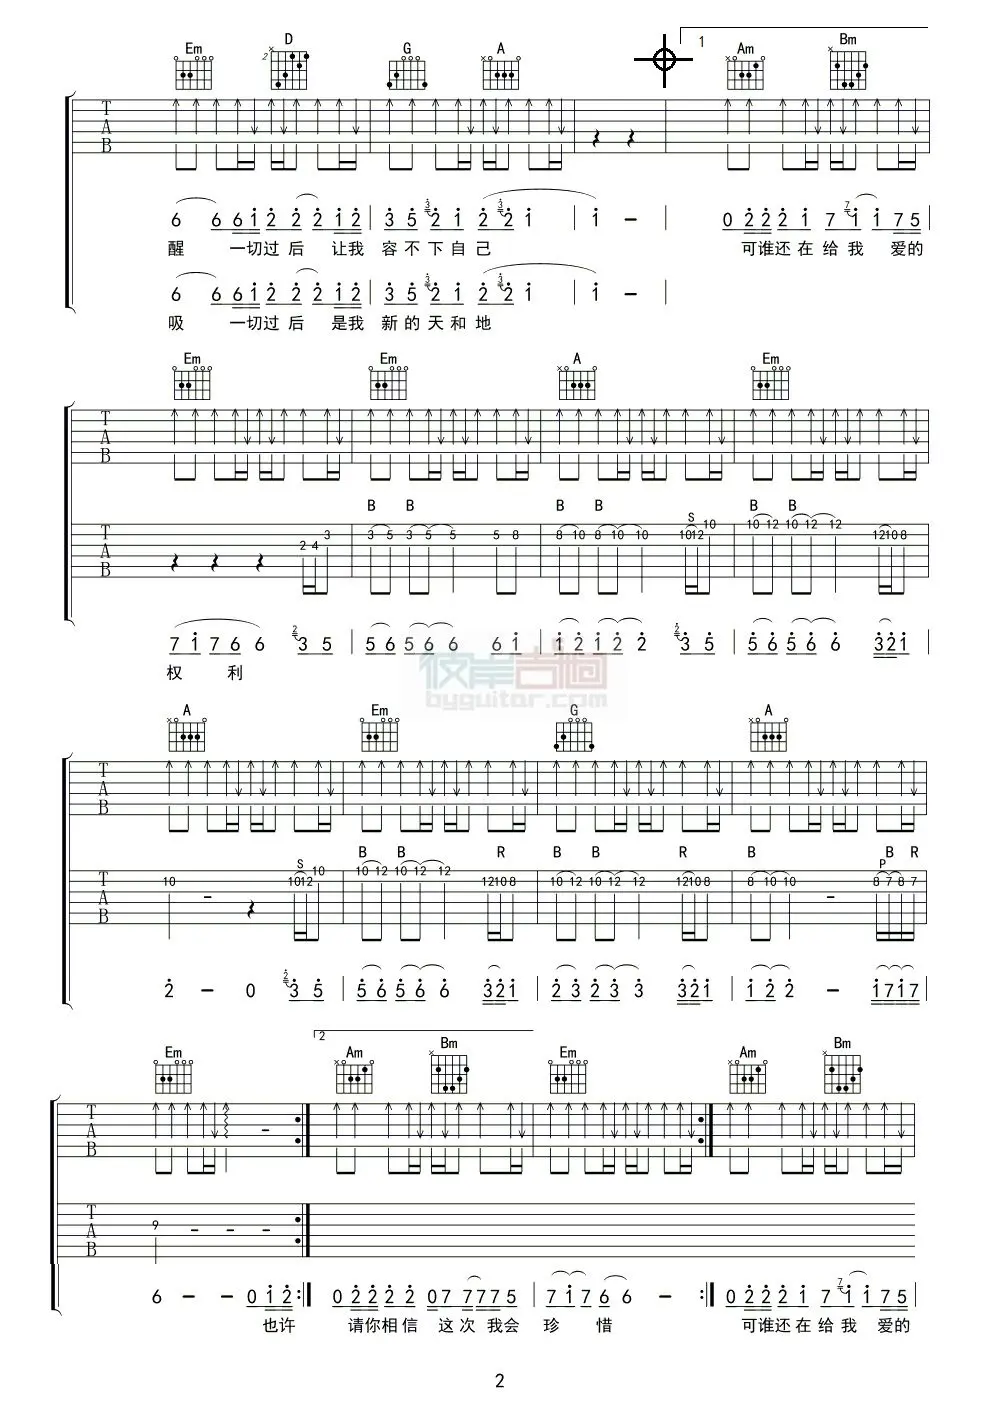 1
Em D G A Am Bm
2
T A B
6 6 6 1 2 2 2 1 2 3 5 3 2 1 2 3 2 1 1 - 0 2 2 2 1 7 7 1 1 7 5
醒 一切过后 让我 容不下自己 可谁还在给我 爱的
6 6 6 1 2 2 2 1 2 3 5 3 2 1 2 3 2 1 1 -
吸 一切过后 是我 新的天和地
Em Em A Em
T A B
B B B B S B B
T A B 2 4 3 3 5 3 5 5 5 8 8 10 8 10 10 10 12 10 10 12 10 12 12 12 10 8
7 1 7 6 6 2 3 5 5 6 5 6 6 6 1 1 2 1 2 2 2 3 5 5 6 5 6 6 3 2 1
权 利
彼岸吉他
byguitar.com
A Em G A
T A B
S B B R B B R B P B R
T A B 10 - 10 12 10 10 12 10 12 12 12 10 8 10 12 10 12 12 12 10 8 8 10 10 - 8 7 8 7
2 - 0 2 3 5 5 6 5 6 6 3 2 1 2 3 2 3 3 3 2 1 1 2 2 - 1 7 1 7
2
Em Am Bm Em Am Bm
T A B -
T A B 9 - - -
6 - - 0 1 2 0 2 2 2 2 0 7 7 7 7 5 7 1 7 6 6 - 0 2 2 2 1 7 7 1 1 7 5
也许 请你相信 这次 我会 珍 惜 可谁还在给我 爱的
2